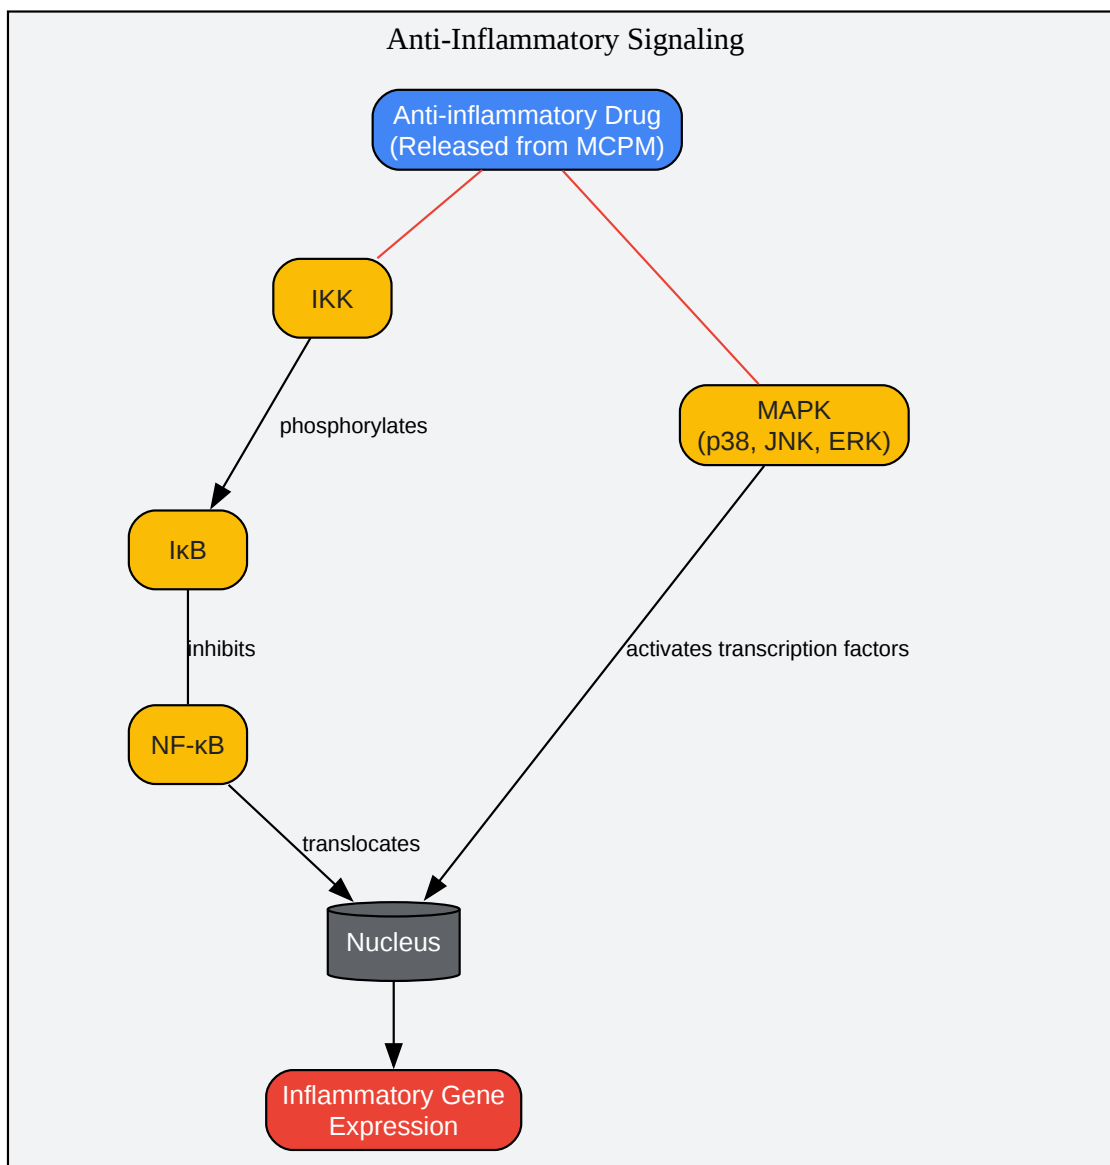 Anti-Inflammatory Signaling
Anti-inflammatory Drug
(Released from MCPM)
IKK
MAPK
(p38, JNK, ERK)
phosphorylates
IκB
inhibits
activates transcription factors
NF-κB
translocates
Nucleus
Inflammatory Gene
Expression